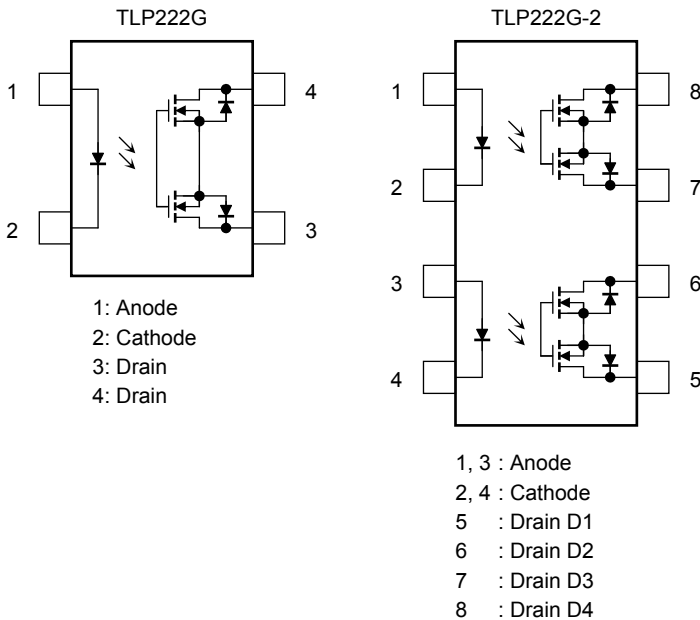 TLP222G
1
4
2
3
1: Anode
2: Cathode
3: Drain
4: Drain
TLP222G-2
1
8
2
7
3
6
4
5
1, 3 : Anode
2, 4 : Cathode
5 : Drain D1
6 : Drain D2
7 : Drain D3
8 : Drain D4